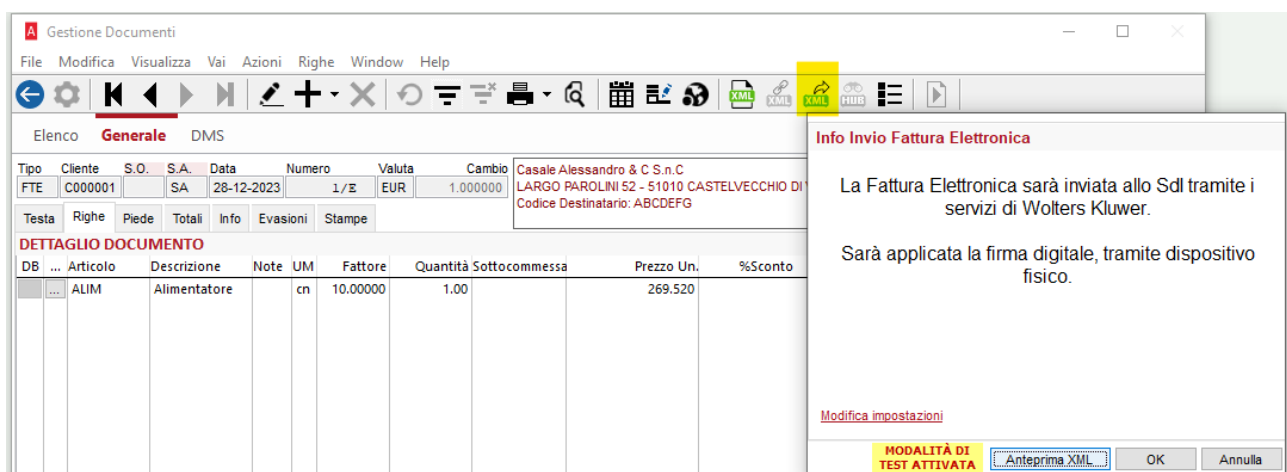 A Gestione Documenti
File Modifica Visualizza Vai Azioni Righe Window Help
XML XML XML HUB
Elenco Generale DMS
Tipo Cliente S.O. S.A. Data Numero Valuta Cambio
FTE C000001 SA 28-12-2023 1/E EUR 1.000000
Casale Alessandro & C S.n.C
LARGO PAROLINI 52 - 51010 CASTELVECCHIO DI
Codice Destinatario: ABCDEFG
Testa Righe Piede Totali Info Evasioni Stampe
DETTAGLIO DOCUMENTO
DB ... Articolo Descrizione Note UM Fattore Quantità Sottocommessa Prezzo Un. %Sconto
... ALIM Alimentatore cn 10.00000 1.00 269.520
Info Invio Fattura Elettronica
La Fattura Elettronica sarà inviata allo SdI tramite i
servizi di Wolters Kluwer.
Sarà applicata la firma digitale, tramite dispositivo
fisico.
Modifica impostazioni
MODALITÀ DI
TEST ATTIVATA
Anteprima XML OK Annulla